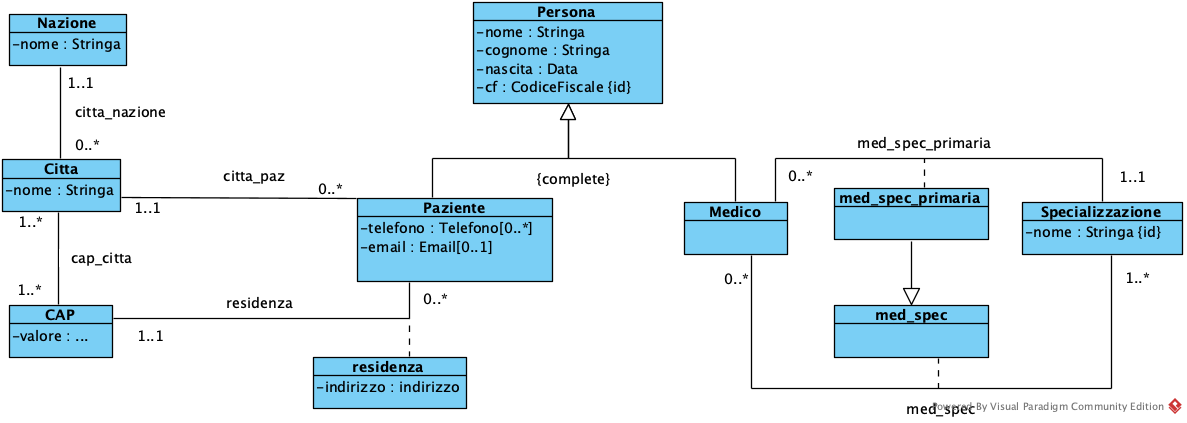 Nazione
-nome : Stringa
1..1
citta_nazione
0..*
Citta
-nome : Stringa
1..*
1..1
citta_paz
0..*
cap_citta
1..*
CAP
-valore : ...
1..1
residenza
0..*
Persona
-nome : Stringa
-cognome : Stringa
-nascita : Data
-cf : CodiceFiscale {id}
{complete}
Paziente
-telefono : Telefono[0..*]
-email : Email[0..1]
residenza
-indirizzo : indirizzo
Medico
0..*
med_spec_primaria
0..*
1..1
med_spec_primaria
Specializzazione
-nome : Stringa {id}
1..*
med_spec
med_spec
Powered By Visual Paradigm Community Edition